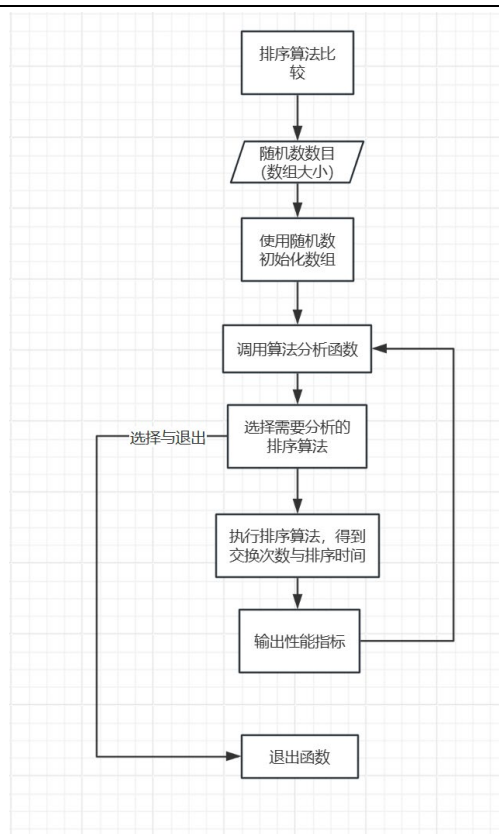 排序算法比
较
随机数数目
(数组大小)
使用随机数
初始化数组
调用算法分析函数
选择需要分析的
排序算法
选择与退出
执行排序算法，得到
交换次数与排序时间
输出性能指标
退出函数